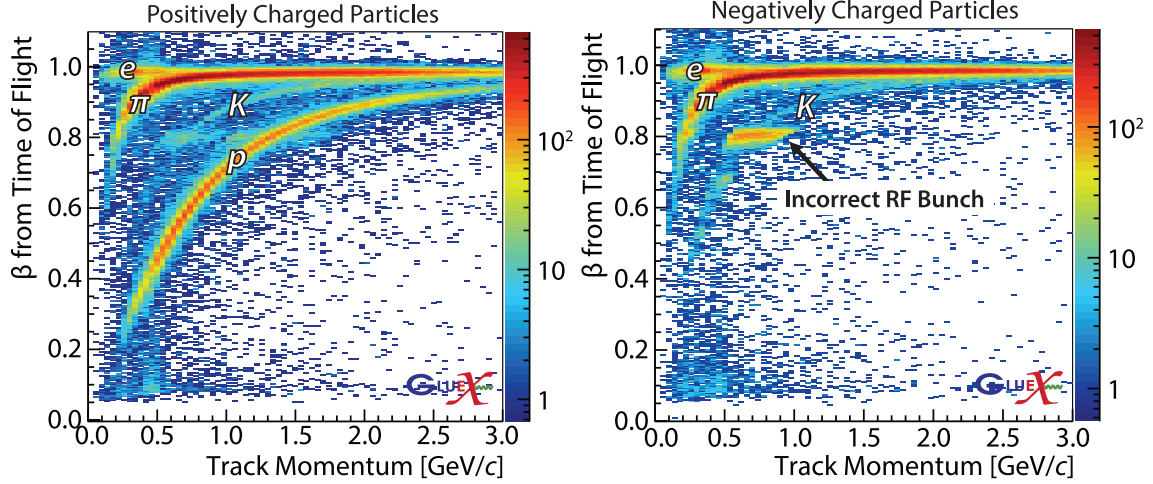 Positively Charged Particles
β from Time of Flight
1.0
0.8
0.6
0.4
0.2
0.0
e
π
K
p
GLUEX
0.0 0.5 1.0 1.5 2.0 2.5 3.0
Track Momentum [GeV/c]
10²
10
1
Negatively Charged Particles
β from Time of Flight
1.0
0.8
0.6
0.4
0.2
0.0
e
π
K
Incorrect RF Bunch
GLUEX
0.0 0.5 1.0 1.5 2.0 2.5 3.0
Track Momentum [GeV/c]
10²
10
1